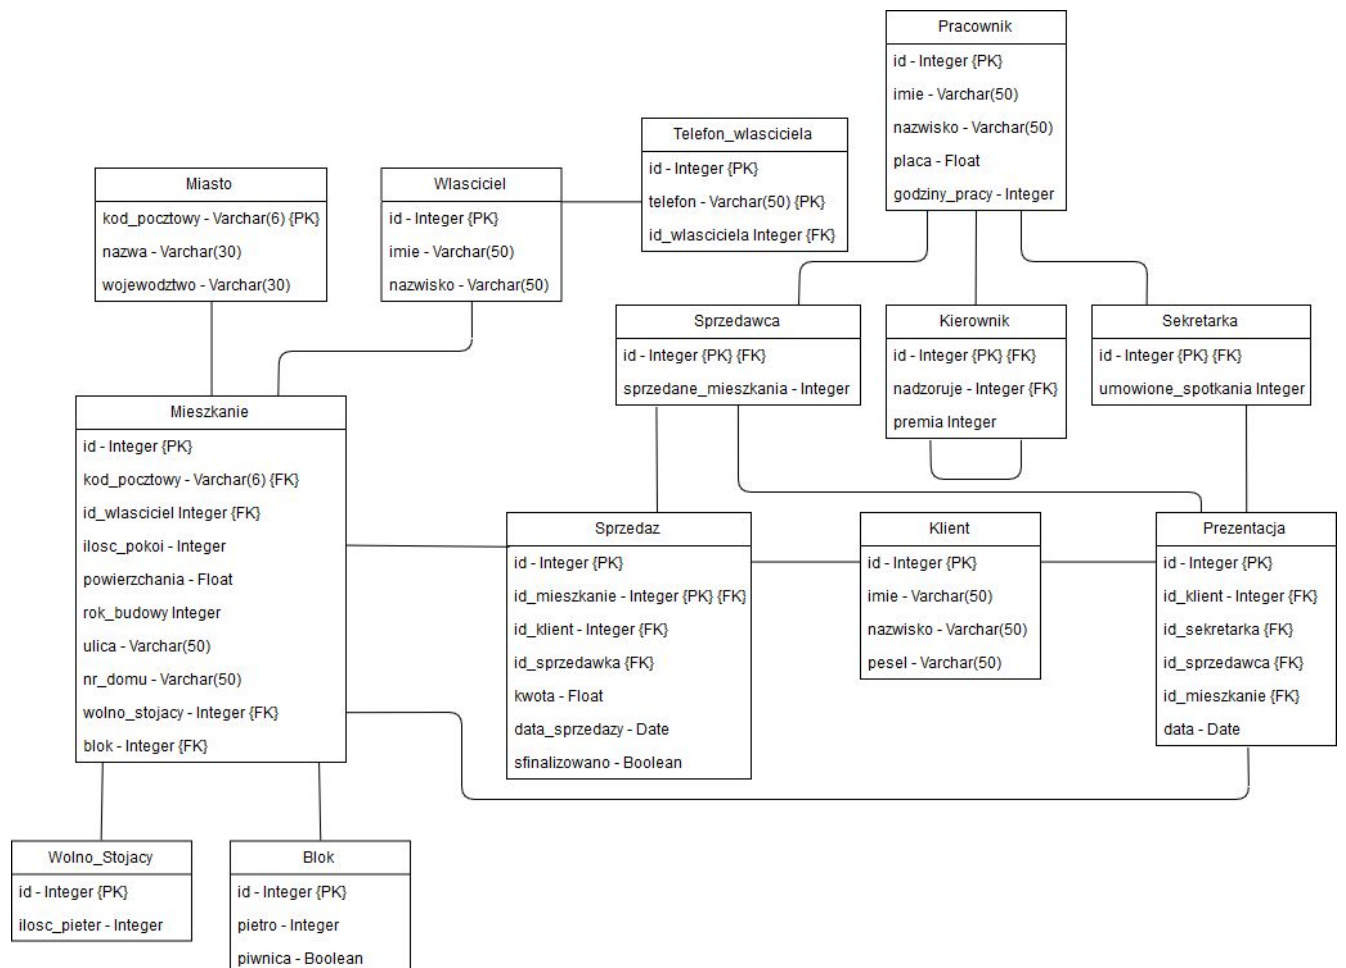 Pracownik
id - Integer {PK}
imie - Varchar(50)
nazwisko - Varchar(50)
placa - Float
godziny_pracy - Integer
Telefon_wlasciciela
id - Integer {PK}
telefon - Varchar(50) {PK}
id_wlasciciela Integer {FK}
Miasto
kod_pocztowy - Varchar(6) {PK}
nazwa - Varchar(30)
wojewodztwo - Varchar(30)
Wlasciciel
id - Integer {PK}
imie - Varchar(50)
nazwisko - Varchar(50)
Sprzedawca
id - Integer {PK} {FK}
sprzedane_mieszkania - Integer
Kierownik
id - Integer {PK} {FK}
nadzoruje - Integer {FK}
premia Integer
Sekretarka
id - Integer {PK} {FK}
umowione_spotkania Integer
Mieszkanie
id - Integer {PK}
kod_pocztowy - Varchar(6) {FK}
id_wlasciciel Integer {FK}
ilosc_pokoi - Integer
powierzchania - Float
rok_budowy Integer
ulica - Varchar(50)
nr_domu - Varchar(50)
wolno_stojacy - Integer {FK}
blok - Integer {FK}
Sprzedaz
id - Integer {PK}
id_mieszkanie - Integer {PK} {FK}
id_klient - Integer {FK}
id_sprzedawka {FK}
kwota - Float
data_sprzedazy - Date
sfinalizowano - Boolean
Klient
id - Integer {PK}
imie - Varchar(50)
nazwisko - Varchar(50)
pesel - Varchar(50)
Prezentacja
id - Integer {PK}
id_klient - Integer {FK}
id_sekretarka {FK}
id_sprzedawca {FK}
id_mieszkanie {FK}
data - Date
Wolno_Stojacy
id - Integer {PK}
ilosc_pieter - Integer
Blok
id - Integer {PK}
pietro - Integer
piwnica - Boolean